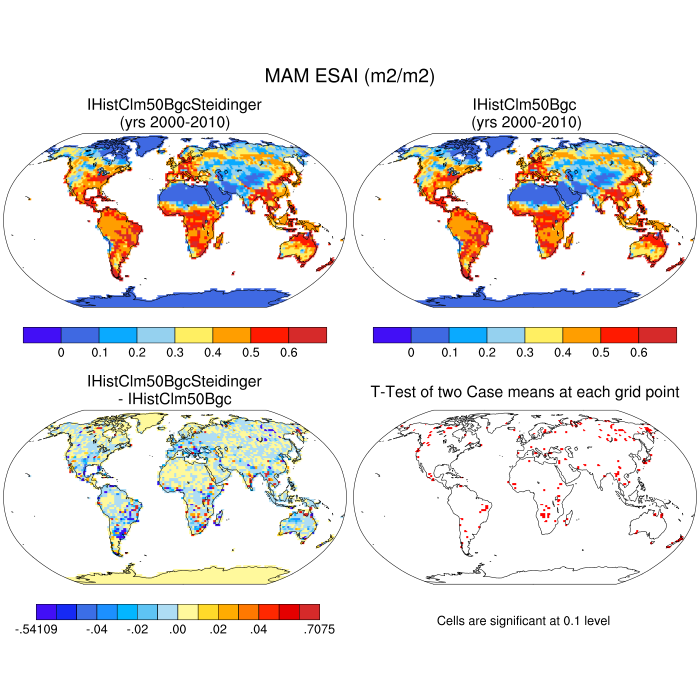 MAM ESAI (m2/m2)
IHistClm50BgcSteidinger
(yrs 2000-2010)
IHistClm50Bgc
(yrs 2000-2010)
0 0.1 0.2 0.3 0.4 0.5 0.6
0 0.1 0.2 0.3 0.4 0.5 0.6
IHistClm50BgcSteidinger
- IHistClm50Bgc
T-Test of two Case means at each grid point
-.54109 -.04 -.02 .00 .02 .04 .7075
Cells are significant at 0.1 level